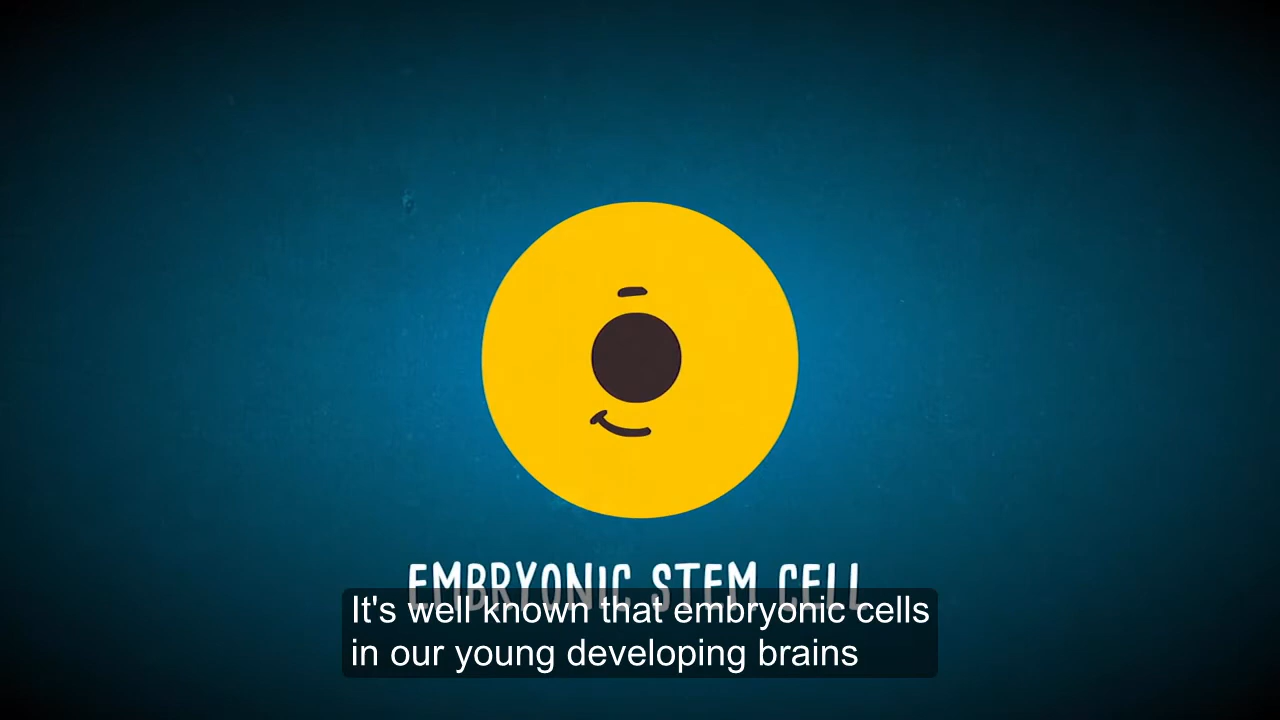 EMBRYONIC STEM CELL
It's well known that embryonic cells
in our young developing brains